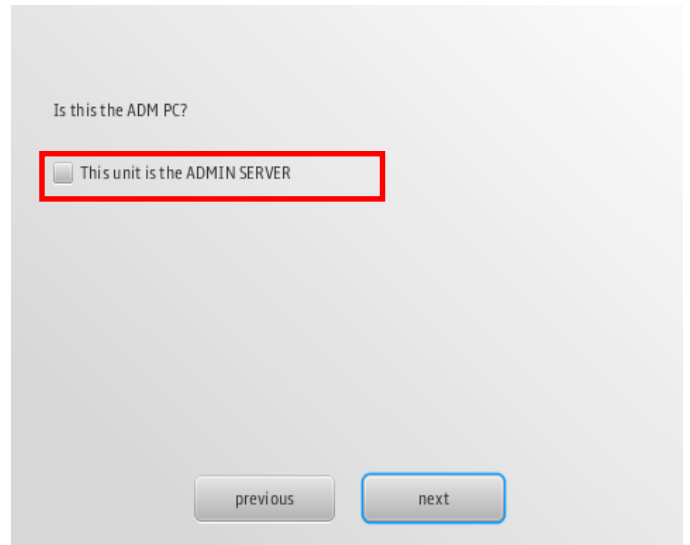 Is this the ADM PC?
This unit is the ADMIN SERVER
previous
next